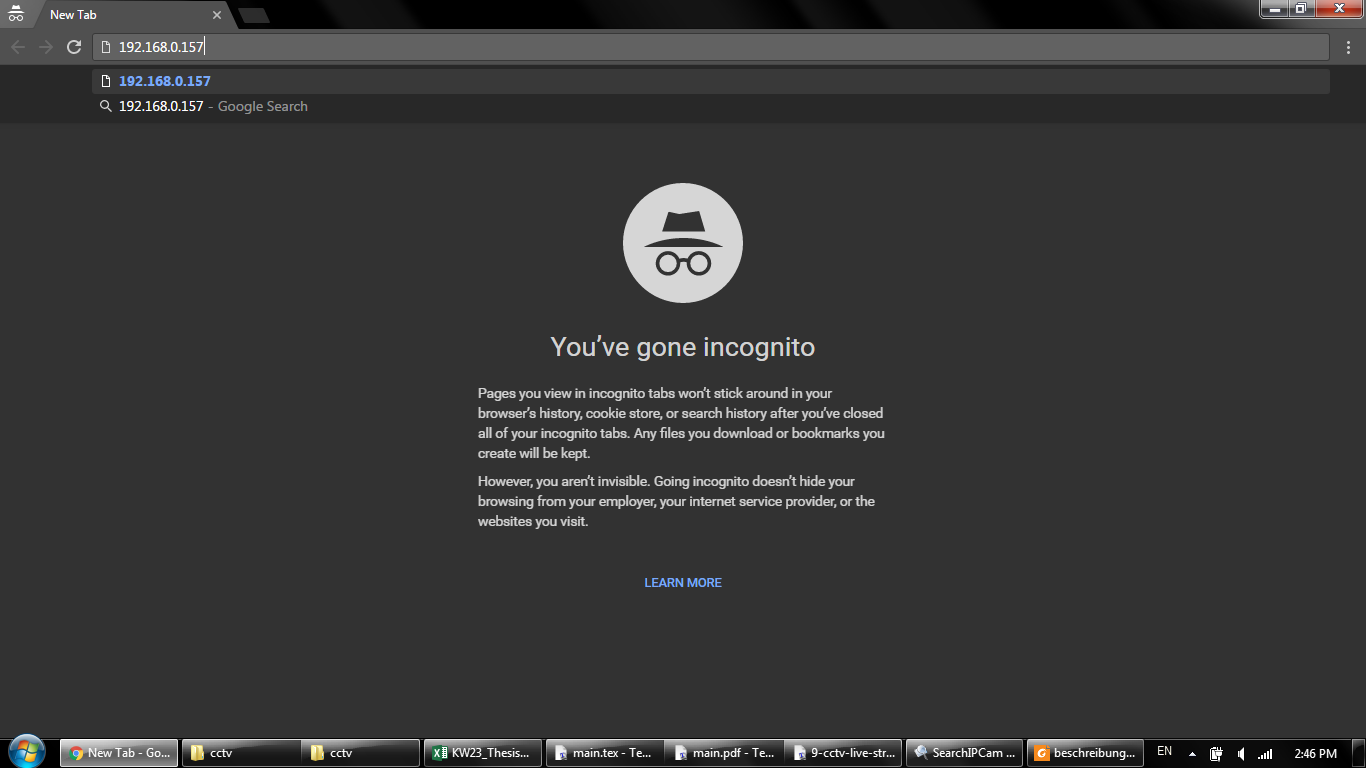 New Tab
192.168.0.157
192.168.0.157
192.168.0.157 - Google Search
You've gone incognito
Pages you view in incognito tabs won't stick around in your
browser's history, cookie store, or search history after you've closed
all of your incognito tabs. Any files you download or bookmarks you
create will be kept.
However, you aren't invisible. Going incognito doesn't hide your
browsing from your employer, your internet service provider, or the
websites you visit.
LEARN MORE
New Tab - Go... cctv cctv KW23_Thesis... main.tex - Te... main.pdf - Te... 9-cctv-live-str... SearchIPCam ... beschreibung... EN 2:46 PM